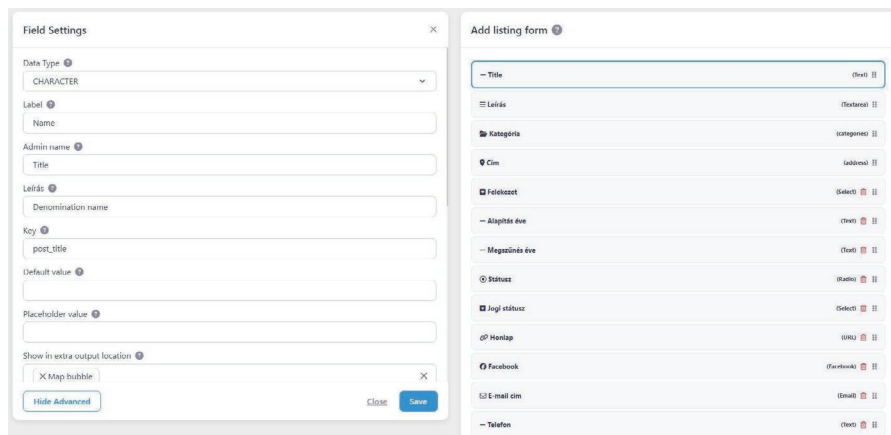 Field Settings
Data Type
CHARACTER
Label
Name
Admin name
Title
Leírás
Denomination name
Key
post_title
Default value
Placeholder value
Show in extra output location
Map bubble
Hide Advanced
Close
Save
Add listing form
Title (Text)
Leírás (Textarea)
Kategória (categories)
Cím (address)
Felekezet (Select)
Alapítás éve (Text)
Megszűnés éve (Text)
Státusz (Radio)
Jogi státusz (Select)
Honlap (URL)
Facebook (Facebook)
E-mail cím (Email)
Telefon (Text)